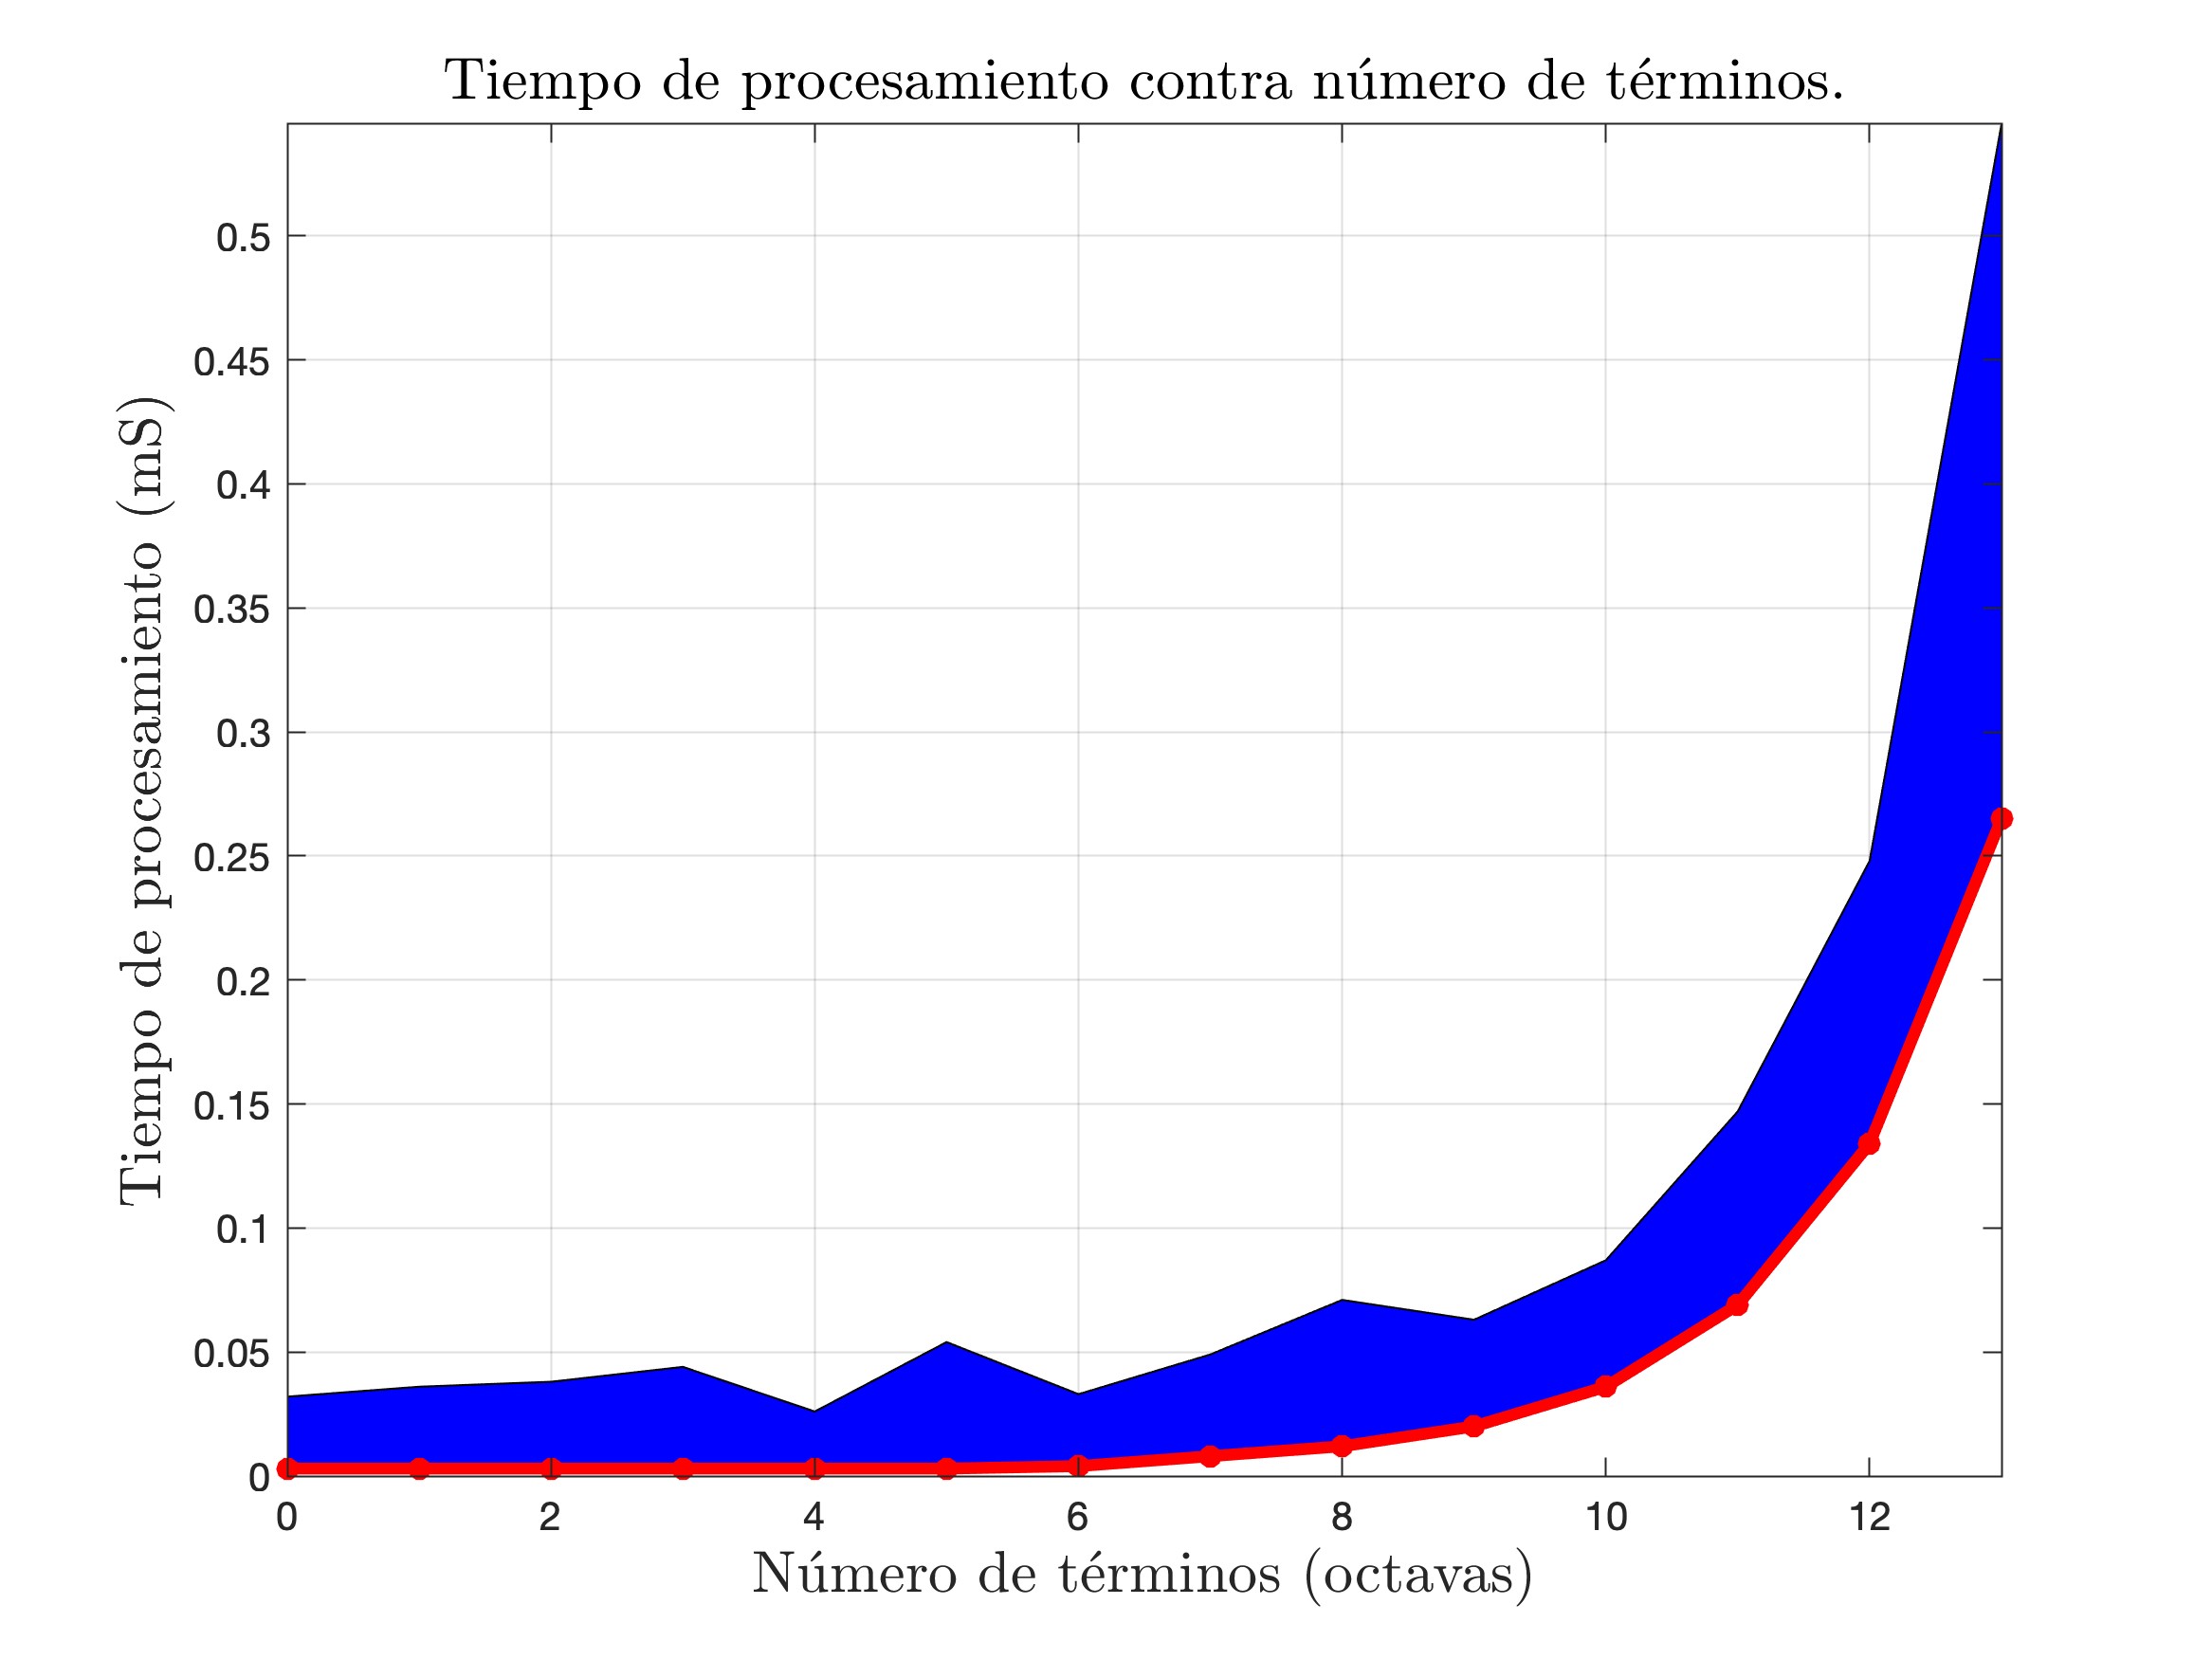 Tiempo de procesamiento contra número de términos.
Tiempo de procesamiento (mS)
0.5
0.45
0.4
0.35
0.3
0.25
0.2
0.15
0.1
0.05
0
0 2 4 6 8 10 12
Número de términos (octavas)